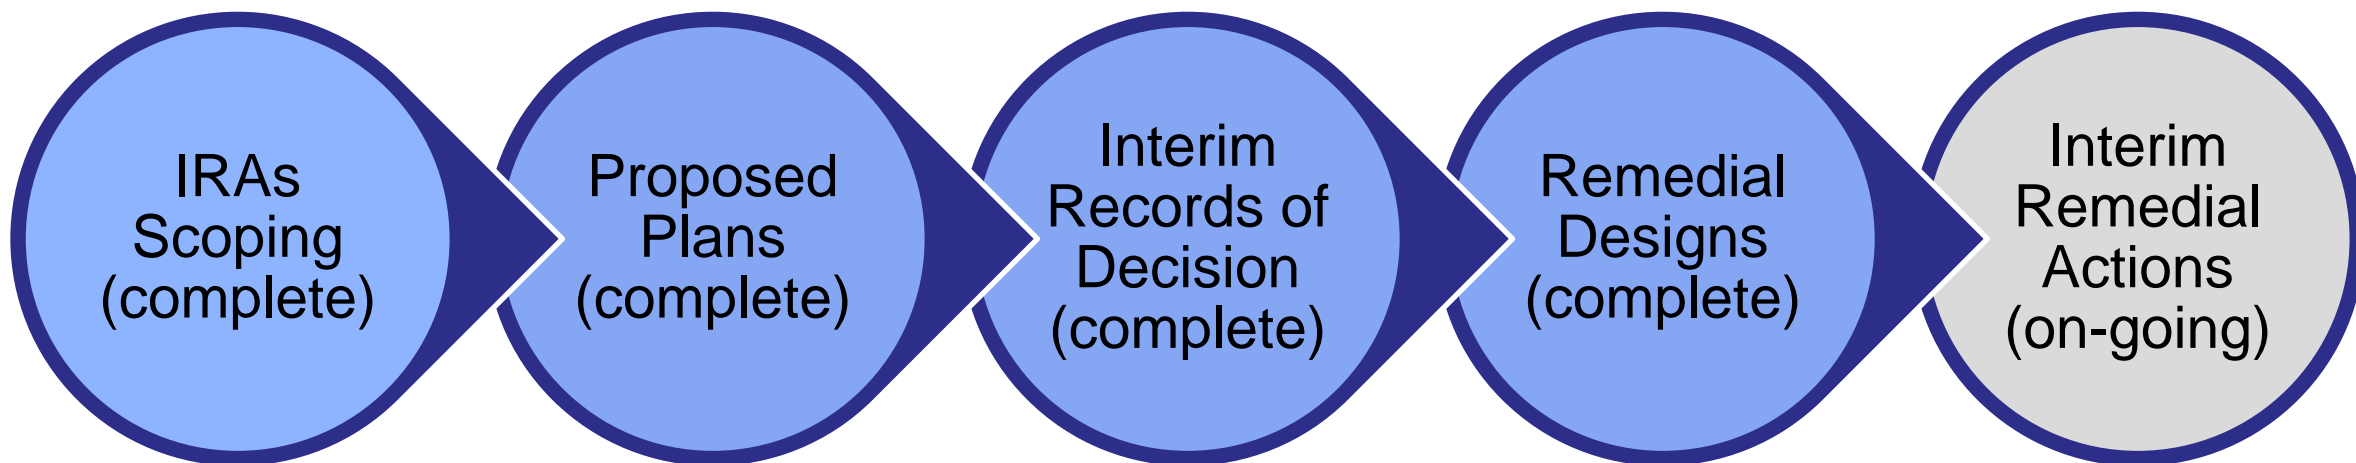 IRAs
Scoping
(complete)
Proposed
Plans
(complete)
Interim
Records of
Decision
(complete)
Remedial
Designs
(complete)
Interim
Remedial
Actions
(on-going)